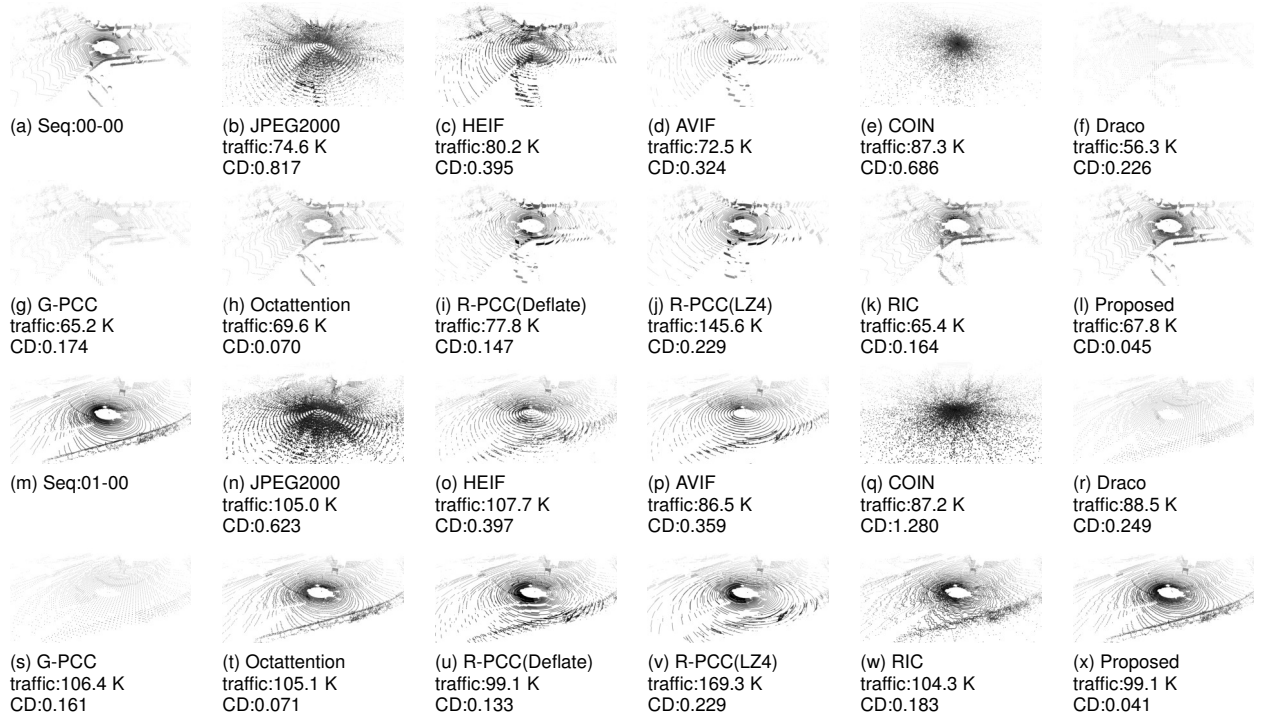 (a) Seq:00-00
(b) JPEG2000
traffic:74.6 K
CD:0.817
(c) HEIF
traffic:80.2 K
CD:0.395
(d) AVIF
traffic:72.5 K
CD:0.324
(e) COIN
traffic:87.3 K
CD:0.686
(f) Draco
traffic:56.3 K
CD:0.226
(g) G-PCC
traffic:65.2 K
CD:0.174
(h) Octattention
traffic:69.6 K
CD:0.070
(i) R-PCC(Deflate)
traffic:77.8 K
CD:0.147
(j) R-PCC(LZ4)
traffic:145.6 K
CD:0.229
(k) RIC
traffic:65.4 K
CD:0.164
(l) Proposed
traffic:67.8 K
CD:0.045
(m) Seq:01-00
(n) JPEG2000
traffic:105.0 K
CD:0.623
(o) HEIF
traffic:107.7 K
CD:0.397
(p) AVIF
traffic:86.5 K
CD:0.359
(q) COIN
traffic:87.2 K
CD:1.280
(r) Draco
traffic:88.5 K
CD:0.249
(s) G-PCC
traffic:106.4 K
CD:0.161
(t) Octattention
traffic:105.1 K
CD:0.071
(u) R-PCC(Deflate)
traffic:99.1 K
CD:0.133
(v) R-PCC(LZ4)
traffic:169.3 K
CD:0.229
(w) RIC
traffic:104.3 K
CD:0.183
(x) Proposed
traffic:99.1 K
CD:0.041